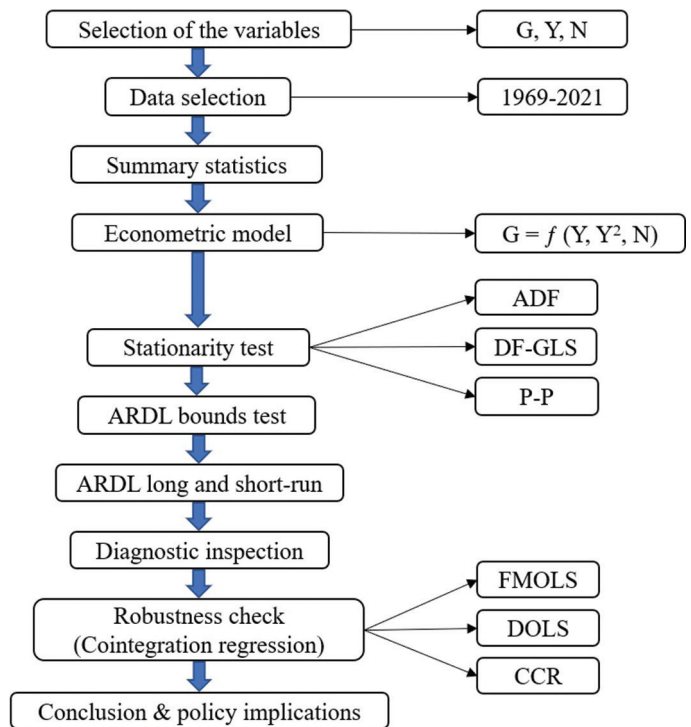 Selection of the variables
G, Y, N
Data selection
1969-2021
Summary statistics
Econometric model
G = ƒ (Y, Y², N)
Stationarity test
ADF
DF-GLS
P-P
ARDL bounds test
ARDL long and short-run
Diagnostic inspection
Robustness check
(Cointegration regression)
FMOLS
DOLS
CCR
Conclusion & policy implications